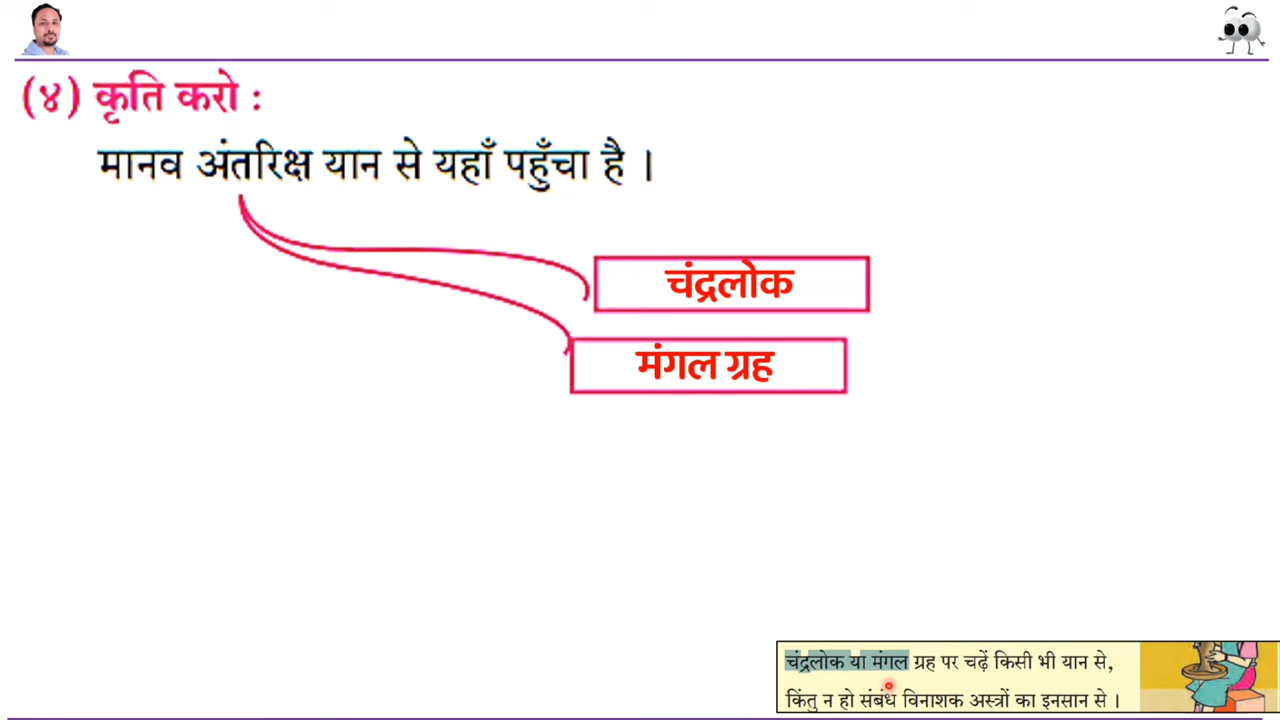 (४) कृति करो :
मानव अंतरिक्ष यान से यहाँ पहुँचा है ।
चंद्रलोक
मंगल ग्रह
चंद्रलोक या मंगल ग्रह पर चढ़ें किसी भी यान से,
किंतु न हो संबंध विनाशक अस्त्रों का इनसान से ।